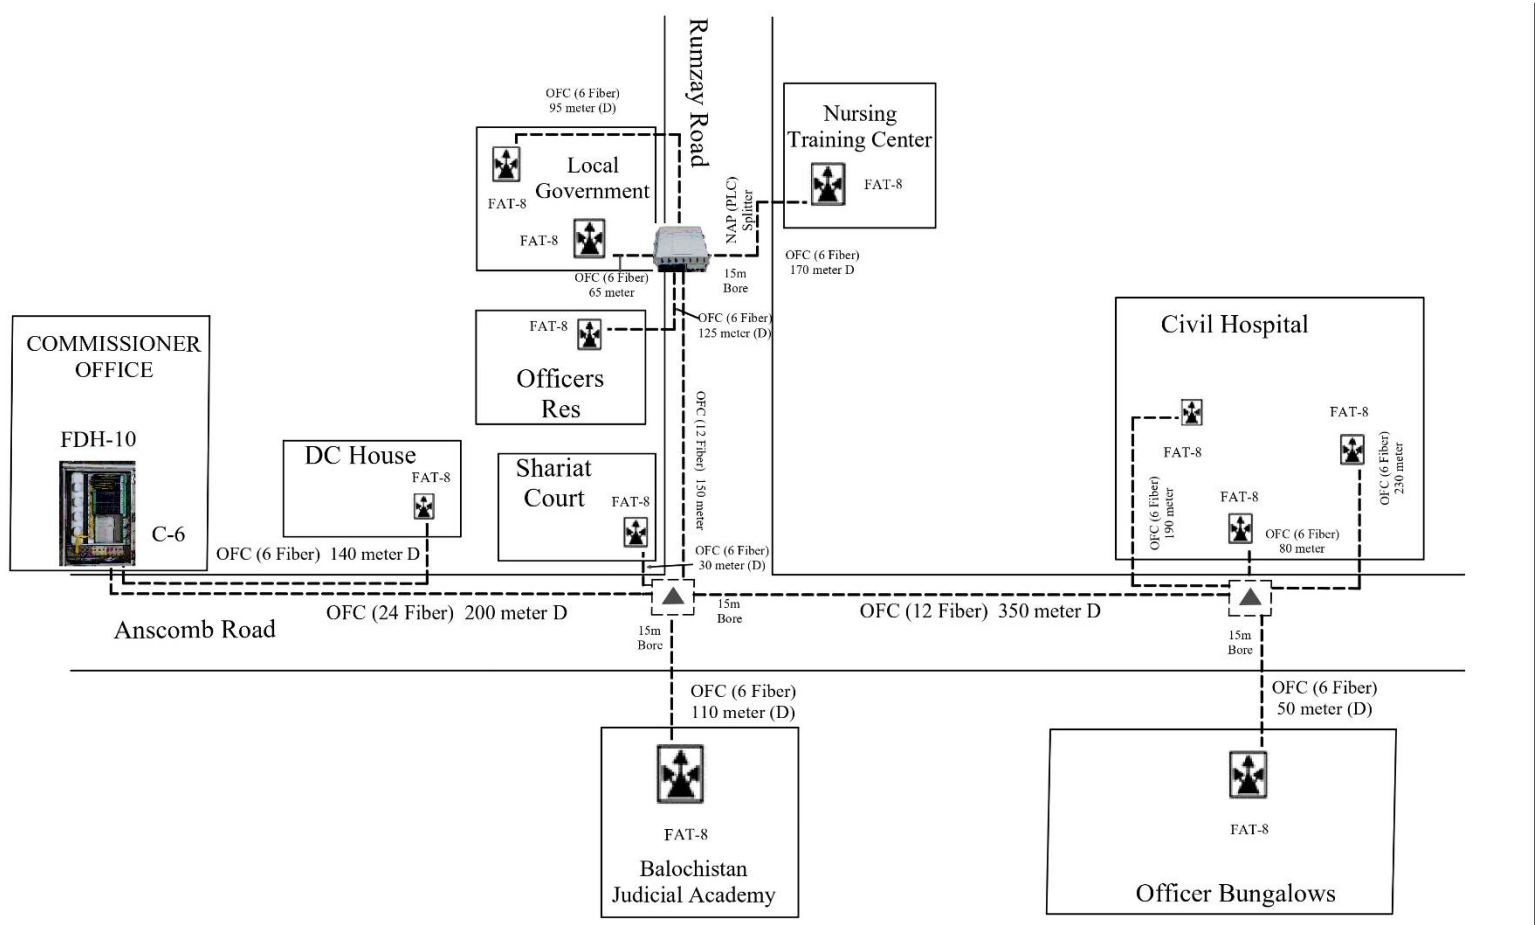 Rumzay Road
OFC (6 Fiber)
95 meter (D)
Local
Government
FAT-8
FAT-8
OFC (6 Fiber)
65 meter
NAP (PLC)
Splitter
15m
Bore
Nursing
Training Center
FAT-8
OFC (6 Fiber)
170 meter D
FAT-8
Officers
Res
OFC (6 Fiber)
125 meter (D)
OFC (12 Fiber) 150 meter
COMMISSIONER
OFFICE
FDH-10
C-6
DC House
FAT-8
OFC (6 Fiber) 140 meter D
Shariat
Court
FAT-8
OFC (6 Fiber)
30 meter (D)
Civil Hospital
FAT-8
FAT-8
FAT-8
OFC (6 Fiber)
190 meter
OFC (6 Fiber)
80 meter
OFC (6 Fiber)
230 meter
OFC (24 Fiber) 200 meter D
15m
Bore
15m
Bore
OFC (12 Fiber) 350 meter D
15m
Bore
Anscomb Road
OFC (6 Fiber)
110 meter (D)
OFC (6 Fiber)
50 meter (D)
FAT-8
Balochistan
Judicial Academy
FAT-8
Officer Bungalows